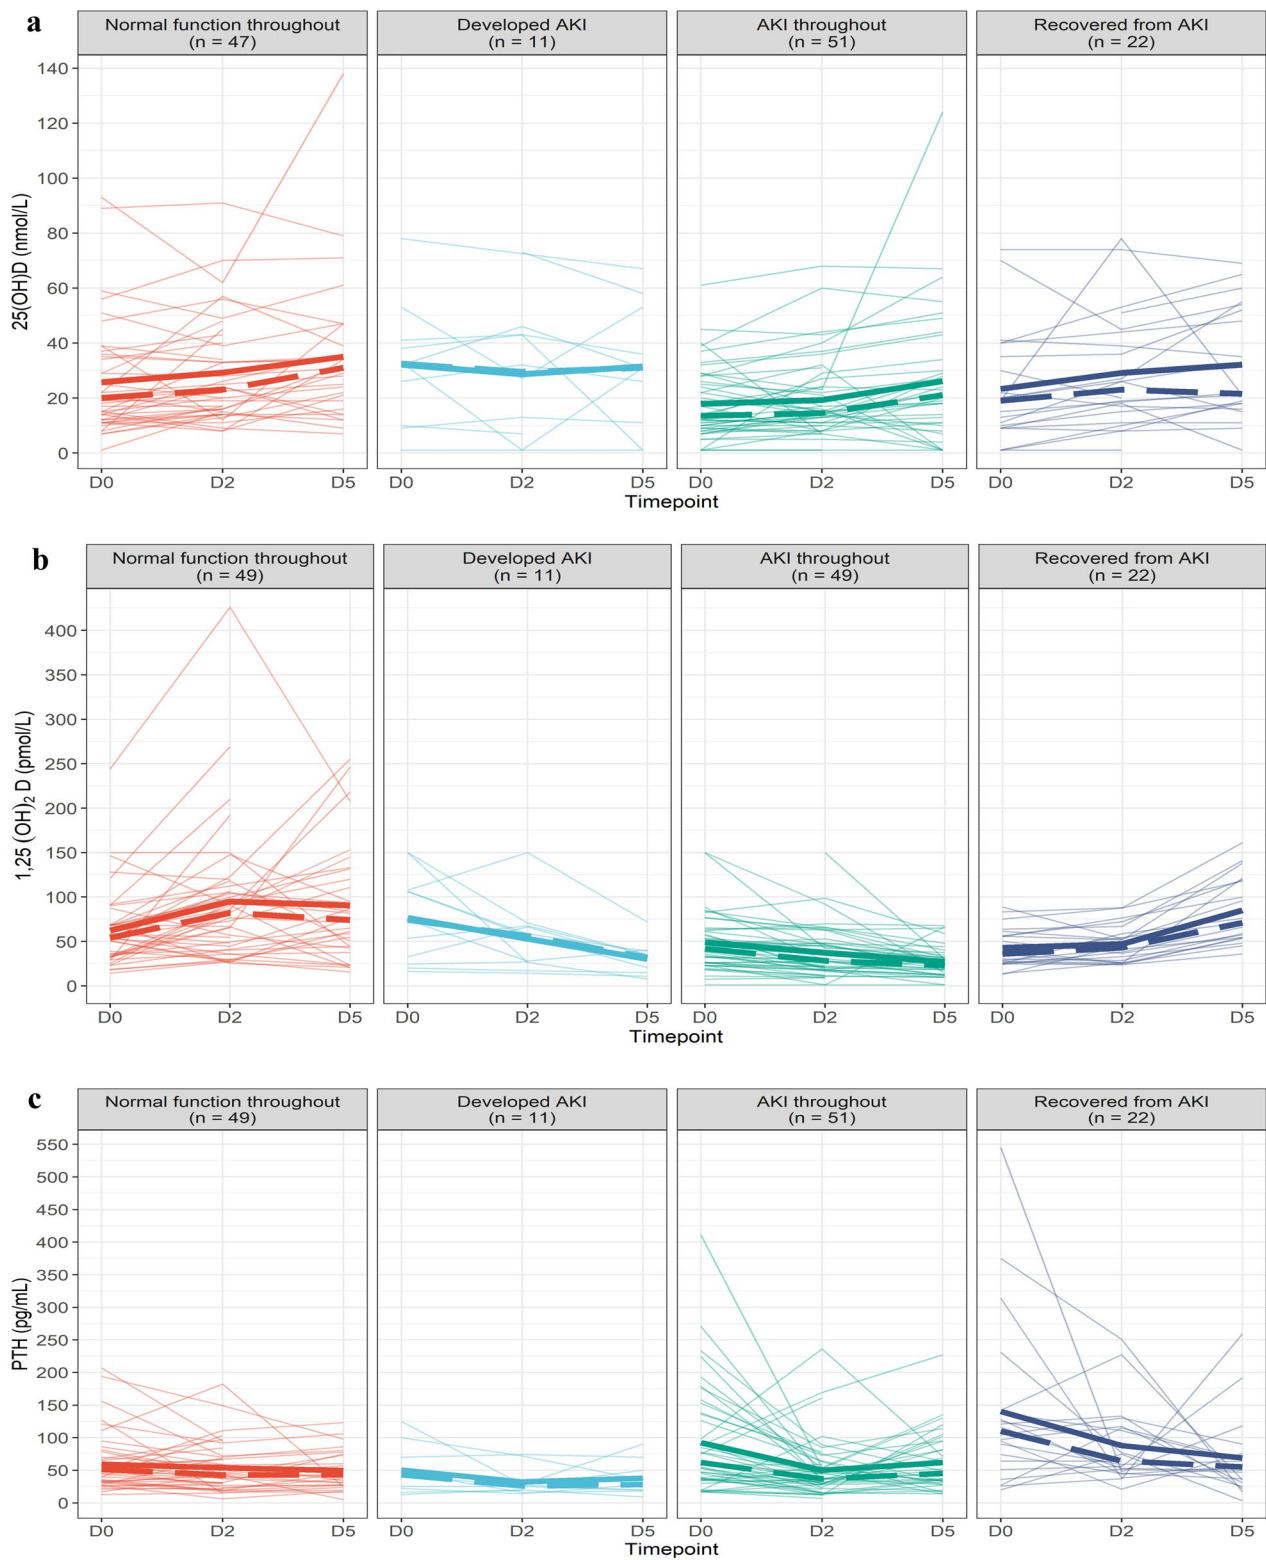 a
Normal function throughout
(n = 47)
Developed AKI
(n = 11)
AKI throughout
(n = 51)
Recovered from AKI
(n = 22)
25(OH)D (nmol/L)
140
120
100
80
60
40
20
0
D0 D2 D5
D0 D2 D5
D0 D2 D5
D0 D2 D5
Timepoint
b
Normal function throughout
(n = 49)
Developed AKI
(n = 11)
AKI throughout
(n = 49)
Recovered from AKI
(n = 22)
1,25 (OH)₂ D (pmol/L)
400
350
300
250
200
150
100
50
0
D0 D2 D5
D0 D2 D5
D0 D2 D5
D0 D2 D5
Timepoint
c
Normal function throughout
(n = 49)
Developed AKI
(n = 11)
AKI throughout
(n = 51)
Recovered from AKI
(n = 22)
PTH (pg/mL)
550
500
450
400
350
300
250
200
150
100
50
0
D0 D2 D5
D0 D2 D5
D0 D2 D5
D0 D2 D5
Timepoint